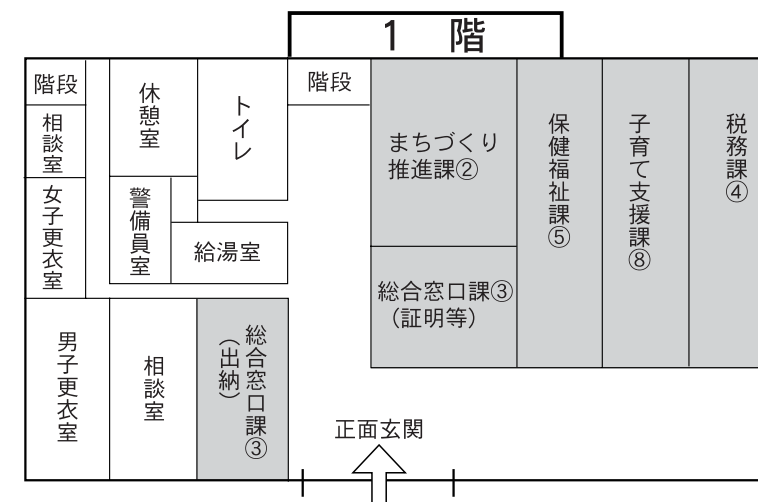 1 階
階段
休憩室
トイレ
階段
相談室
女子更衣室
警備員室
給湯室
まちづくり
推進課②
総合窓口課③
（証明等）
保健福祉課⑤
子育て支援課⑧
税務課④
男子更衣室
相談室
総合窓口課③
（出納）
正面玄関